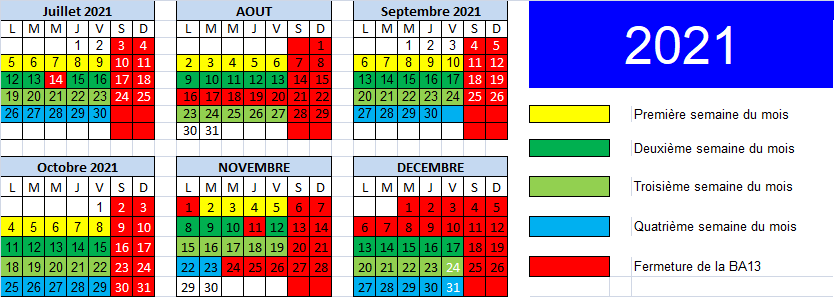 Juillet 2021 AOUT Septembre 2021 2021
L M M J V S D L M M J V S D L M M J V S D
1 2 3 4 1 1 2 3 4 5
5 6 7 8 9 10 11 2 3 4 5 6 7 8 6 7 8 9 10 11 12
12 13 14 15 16 17 18 9 10 11 12 13 14 15 13 14 15 16 17 18 19
19 20 21 22 23 24 25 16 17 18 19 20 21 22 20 21 22 23 24 25 26
26 27 28 29 30 23 24 25 26 27 28 29 27 28 29 30
30 31
Première semaine du mois
Deuxième semaine du mois
Troisième semaine du mois
Quatrième semaine du mois
Fermeture de la BA13
Octobre 2021 NOVEMBRE DECEMBRE
L M M J V S D L M M J V S D L M M J V S D
1 2 3 1 2 3 4 5 6 7 1 2 3 4 5
4 5 6 7 8 9 10 8 9 10 11 12 13 14 6 7 8 9 10 11 12
11 12 13 14 15 16 17 15 16 17 18 19 20 21 13 14 15 16 17 18 19
18 19 20 21 22 23 24 22 23 24 25 26 27 28 20 21 22 23 24 25 26
25 26 27 28 29 30 31 29 30 27 28 29 30 31